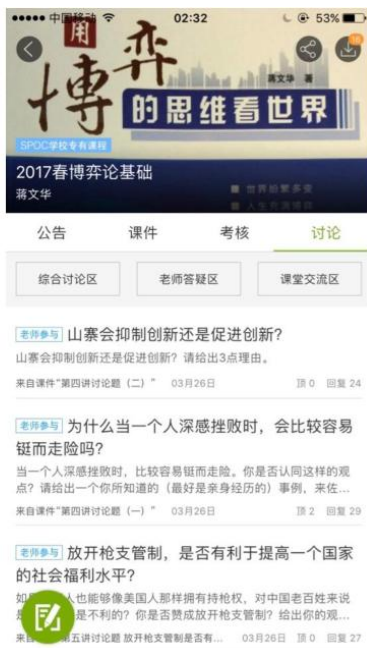 中国移动 02:32 53%
用
博弈
的思维看世界
蒋文华 著
16
SPOC学校专有课程
2017春博弈论基础
蒋文华
世界纷繁多变
公告 课件 考核 讨论
综合讨论区 老师答疑区 课堂交流区
老师参与 山寨会抑制创新还是促进创新?
山寨会抑制创新还是促进创新? 请给出3点理由。
来自课件“第四讲讨论题(二)” 03月26日 顶 0 回复 24
老师参与 为什么当一个人深感挫败时,会比较容易
铤而走险吗?
当一个人深感挫败时,比较容易铤而走险。你是否认同这样的观
点? 请给出一个你所知道的(最好是亲身经历的)事例,来佐...
来自课件“第四讲讨论题(一)” 03月26日 顶 2 回复 29
老师参与 放开枪支管制,是否有利于提高一个国家
的社会福利水平?
如 人也能够像美国人那样拥有持枪权,对中国老百姓来说
是不利的? 你是否赞成放开枪支管制? 给出你的观...
来 第五讲讨论题 放开枪支管制是否有... 03月26日 顶 0 回复 27